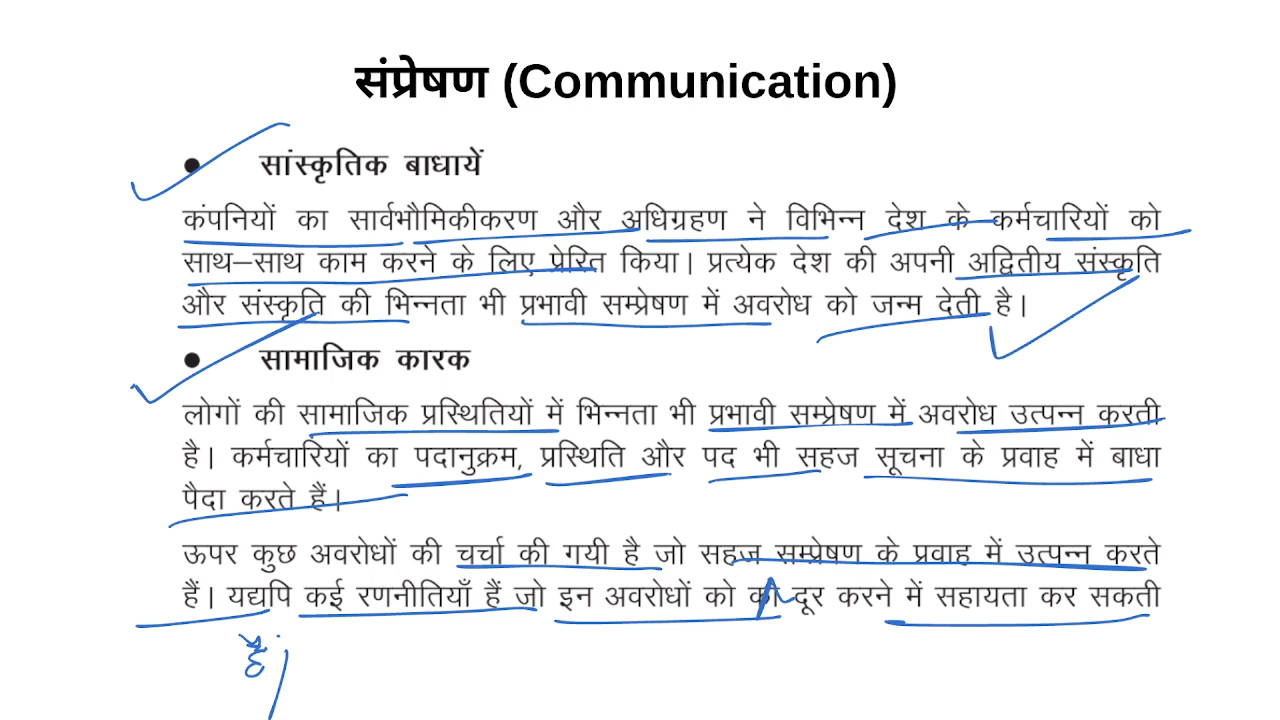 संप्रेषण (Communication)
● सांस्कृतिक बाधायें
कंपनियों का सार्वभौमिकीकरण और अधिग्रहण ने विभिन्न देश के कर्मचारियों को
साथ–साथ काम करने के लिए प्रेरित किया। प्रत्येक देश की अपनी अद्वितीय संस्कृति
और संस्कृति की भिन्नता भी प्रभावी सम्प्रेषण में अवरोध को जन्म देती है।
● सामाजिक कारक
लोगों की सामाजिक प्रस्थितियों में भिन्नता भी प्रभावी सम्प्रेषण में अवरोध उत्पन्न करती
है। कर्मचारियों का पदानुक्रम, प्रस्थिति और पद भी सहज सूचना के प्रवाह में बाधा
पैदा करते हैं।
ऊपर कुछ अवरोधों की चर्चा की गयी है जो सहज सम्प्रेषण के प्रवाह में उत्पन्न करते
हैं। यद्यपि कई रणनीतियाँ हैं जो इन अवरोधों को का दूर करने में सहायता कर सकती
हैं।